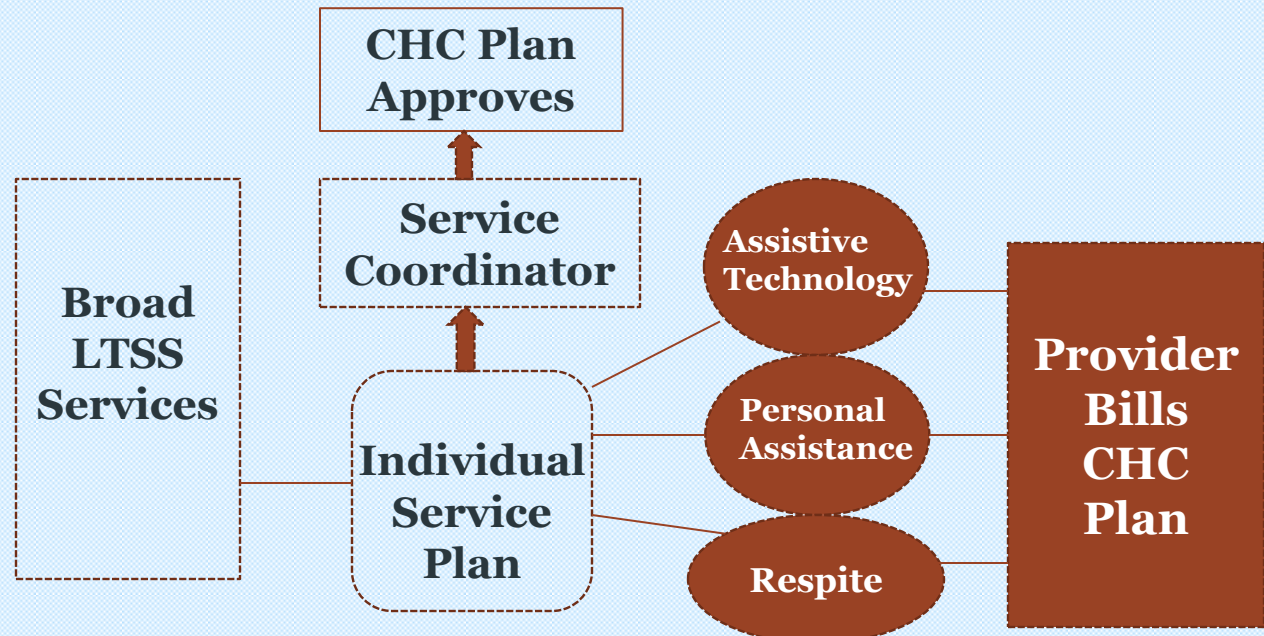 CHC Plan
Approves
Service
Coordinator
Broad
LTSS
Services
Individual
Service
Plan
Assistive
Technology
Personal
Assistance
Respite
Provider
Bills
CHC
Plan